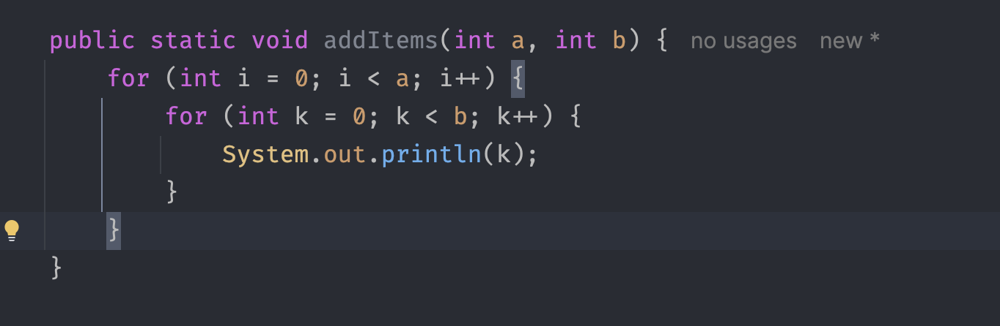 public static void addItems(int a, int b) { no usages new *
    for (int i = 0; i < a; i++) {
        for (int k = 0; k < b; k++) {
            System.out.println(k);
        }
    }
}